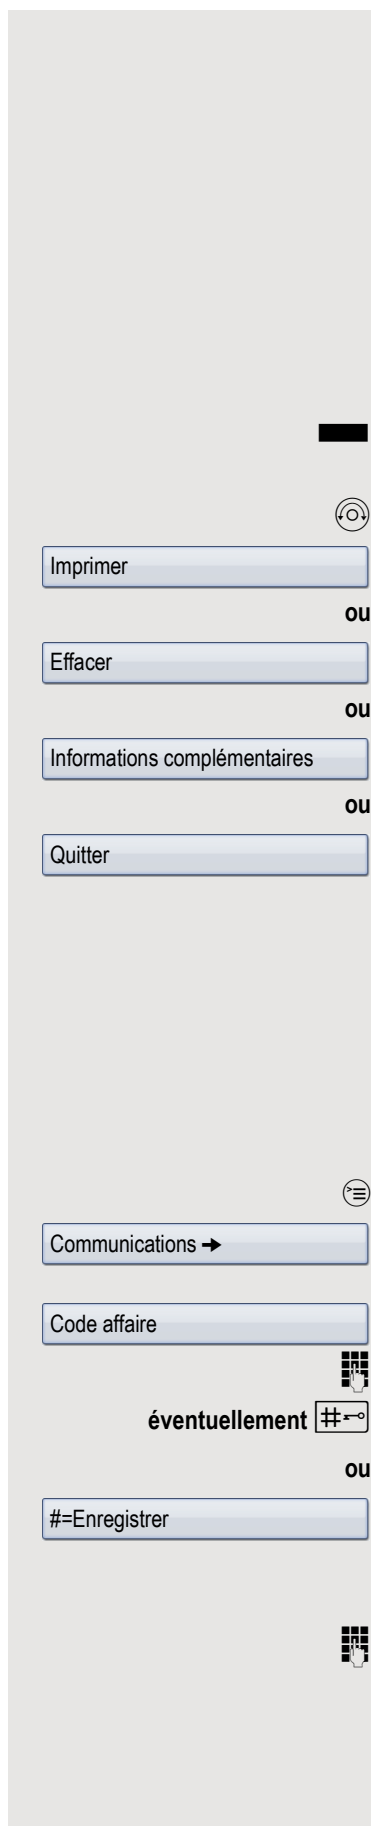 Imprimer
ou
Effacer
ou
Informations complémentaires
ou
Quitter
Communications →
Code affaire
éventuellement #
ou
#=Enregistrer